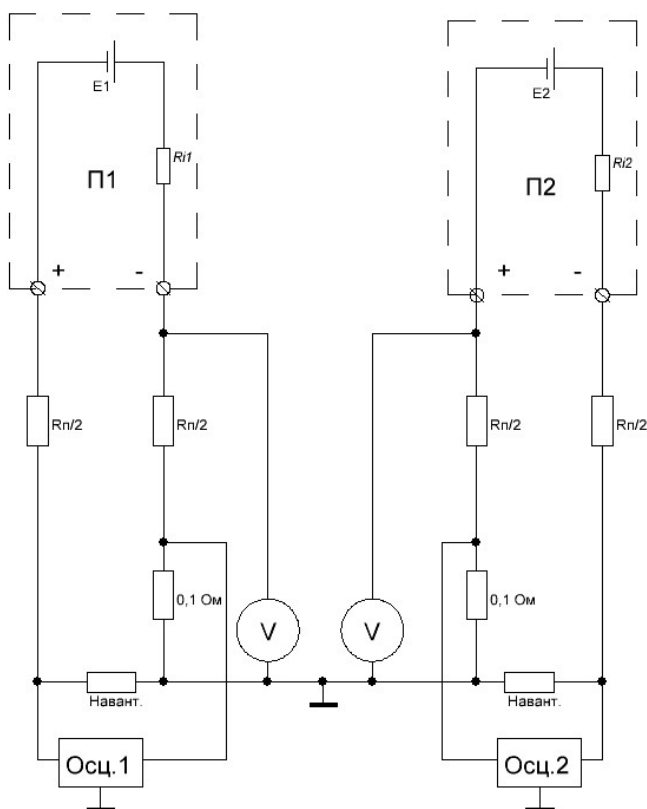 E1
Ri1
П1
+ -
E2
Ri2
П2
+ -
Rп/2
Rп/2
Rп/2
Rп/2
0,1 Ом
V
V
0,1 Ом
Навант.
Навант.
Осц.1
Осц.2